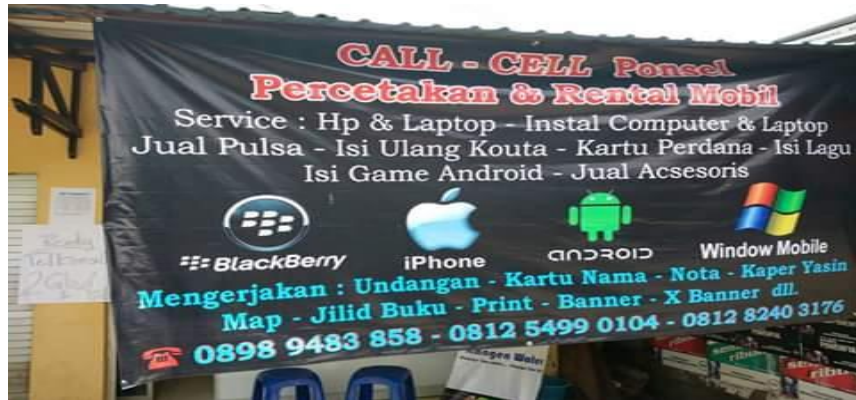 CALL - CELL Ponsel
Percetakan & Rental Mobil
Service : Hp & Laptop - Instal Computer & Laptop
Jual Pulsa - Isi Ulang Kouta - Kartu Perdana - Isi Lagu
Isi Game Android - Jual Acsesoris
BlackBerry
iPhone
ANDROID
Window Mobile
Mengerjakan : Undangan - Kartu Nama - Nota - Kaper Yasin
Map - Jilid Buku - Print - Banner - X Banner dll.
0898 9483 858 - 0812 5499 0104 - 0812 8240 3176
Ready